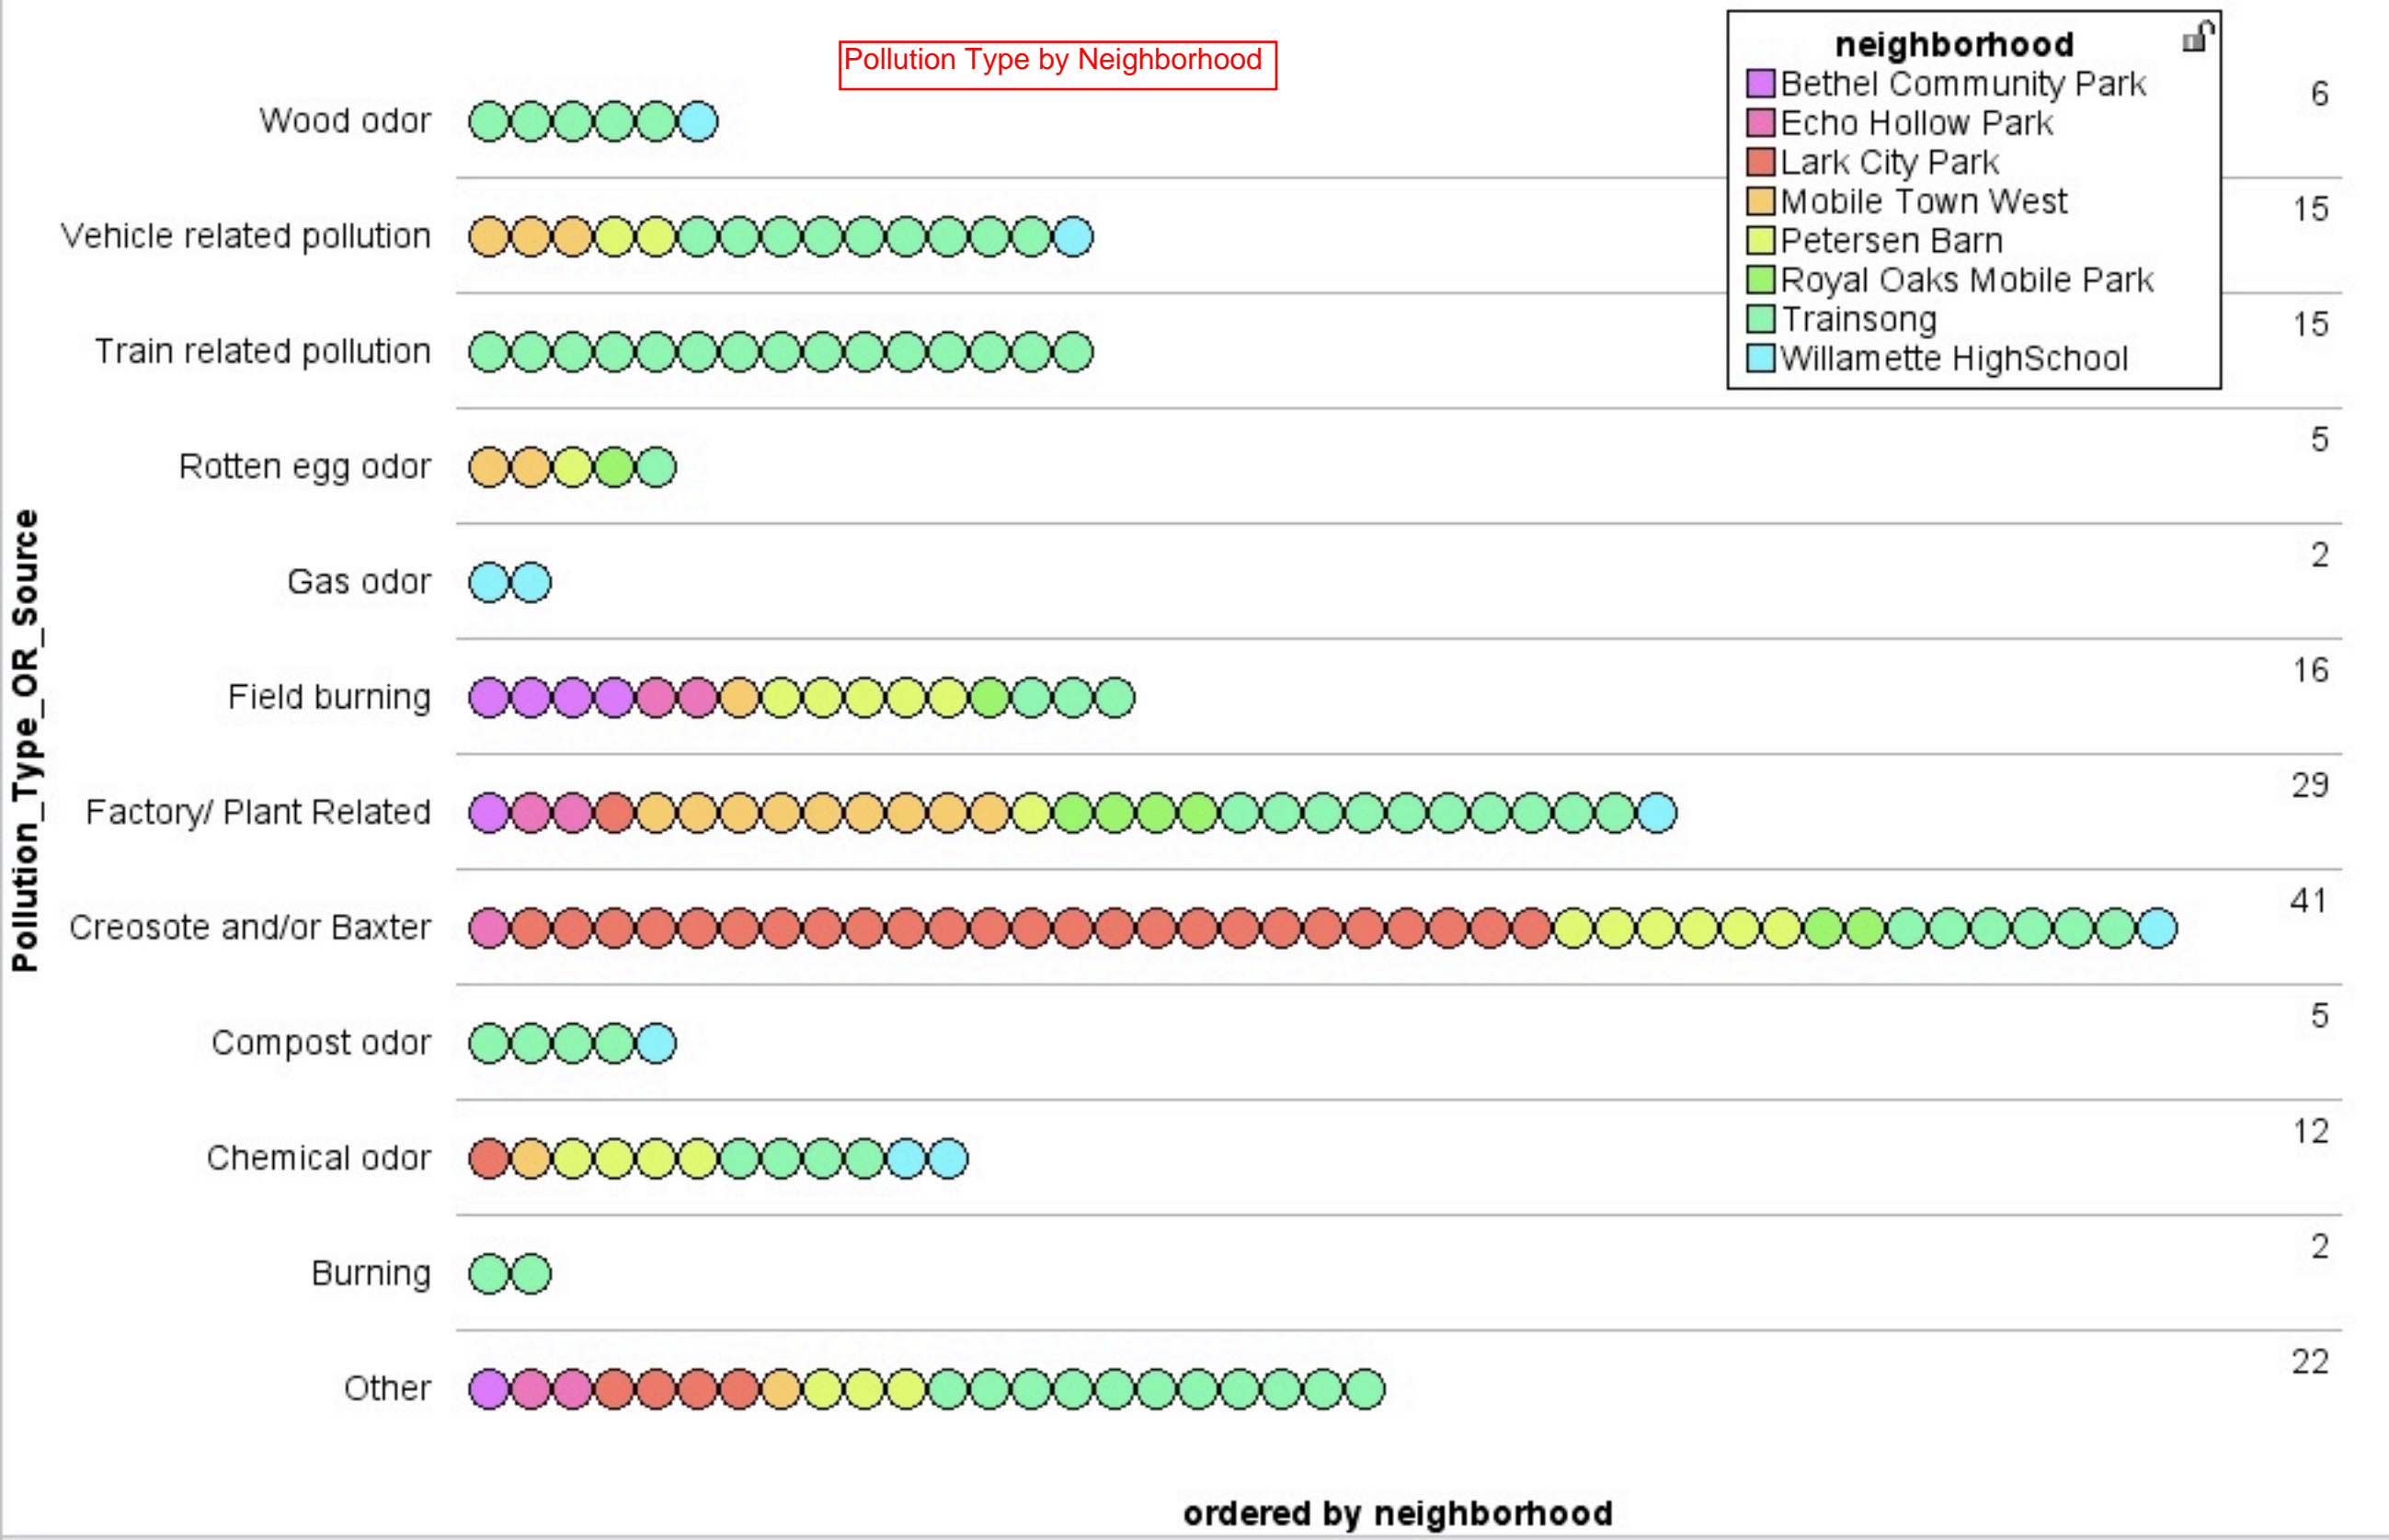 Pollution Type by Neighborhood
neighborhood
Bethel Community Park
Echo Hollow Park
Lark City Park
Mobile Town West
Petersen Barn
Royal Oaks Mobile Park
Trainsong
Willamette HighSchool
Pollution_Type_OR_Source
Wood odor 6
Vehicle related pollution 15
Train related pollution 15
Rotten egg odor 5
Gas odor 2
Field burning 16
Factory/ Plant Related 29
Creosote and/or Baxter 41
Compost odor 5
Chemical odor 12
Burning 2
Other 22
ordered by neighborhood